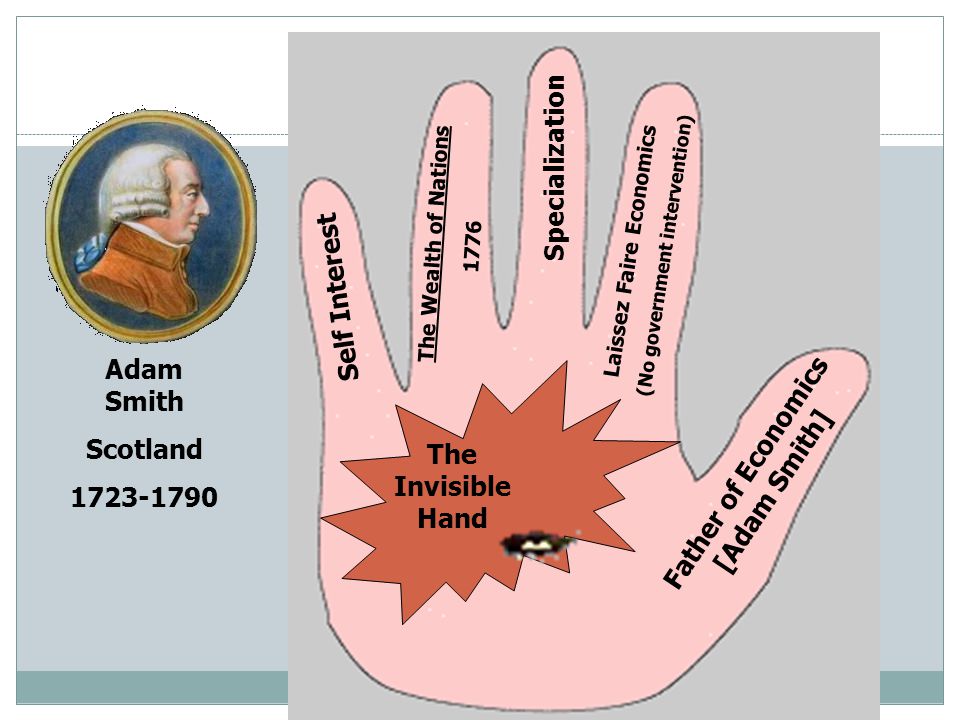 Adam
Smith
Scotland
1723-1790
Self Interest
The Wealth of Nations
1776
Specialization
Laissez Faire Economics
(No government intervention)
Father of Economics
[Adam Smith]
The
Invisible
Hand